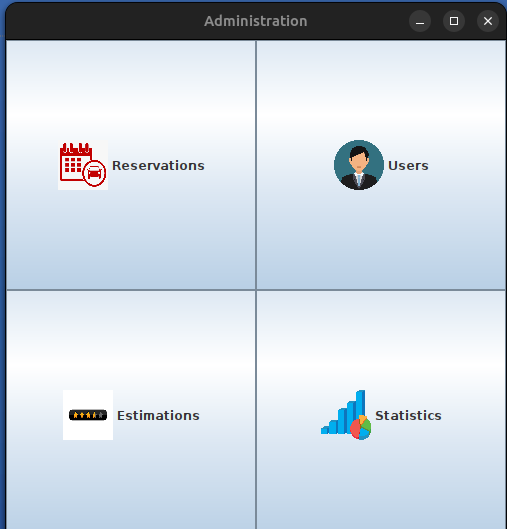 Administration
Reservations
Users
Estimations
Statistics